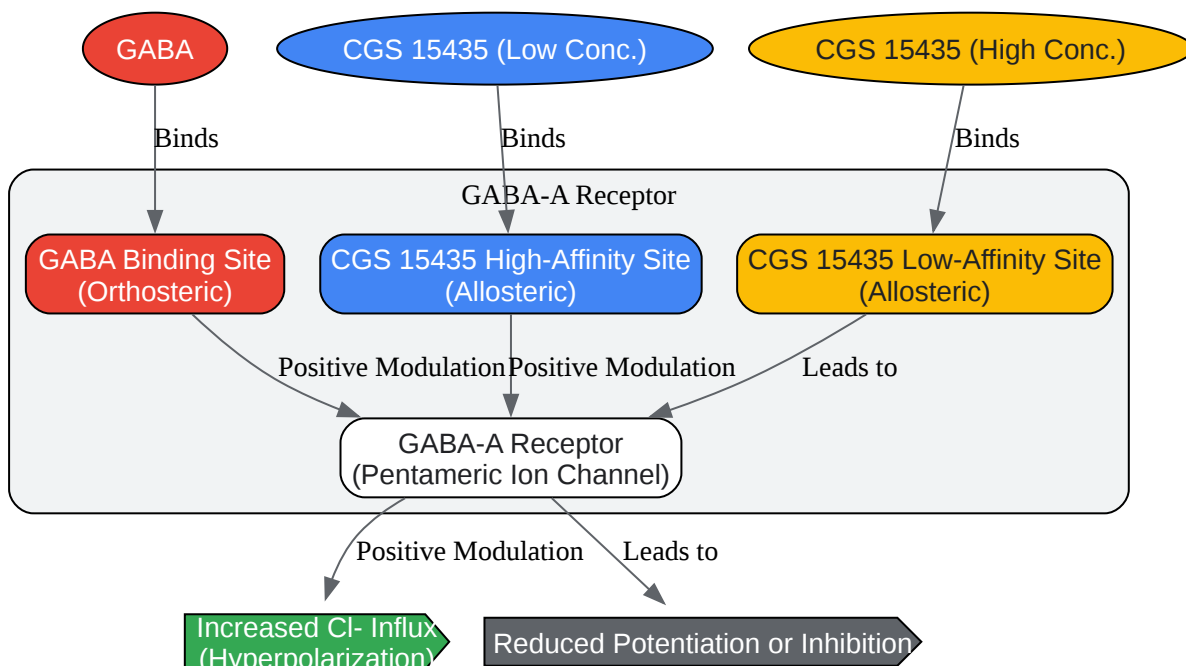 GABA
CGS 15435 (Low Conc.)
CGS 15435 (High Conc.)
Binds
Binds
Binds
GABA-A Receptor
GABA Binding Site
(Orthosteric)
CGS 15435 High-Affinity Site
(Allosteric)
CGS 15435 Low-Affinity Site
(Allosteric)
Positive Modulation
Positive Modulation
Leads to
GABA-A Receptor
(Pentameric Ion Channel)
Positive Modulation
Leads to
Increased Cl- Influx
(Hyperpolarization)
Reduced Potentiation or Inhibition